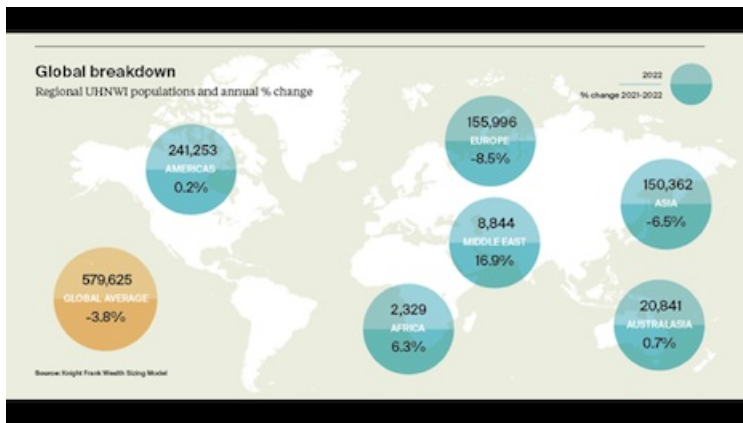 Global breakdown
Regional UHNWI populations and annual % change
2022
% change 2021-2022
241,253
AMERICAS
0.2%
155,996
EUROPE
-8.5%
150,362
ASIA
-6.5%
8,844
MIDDLE EAST
16.9%
579,625
GLOBAL AVERAGE
-3.8%
2,329
AFRICA
6.3%
20,841
AUSTRALASIA
0.7%
Source: Knight Frank Wealth Sizing Model